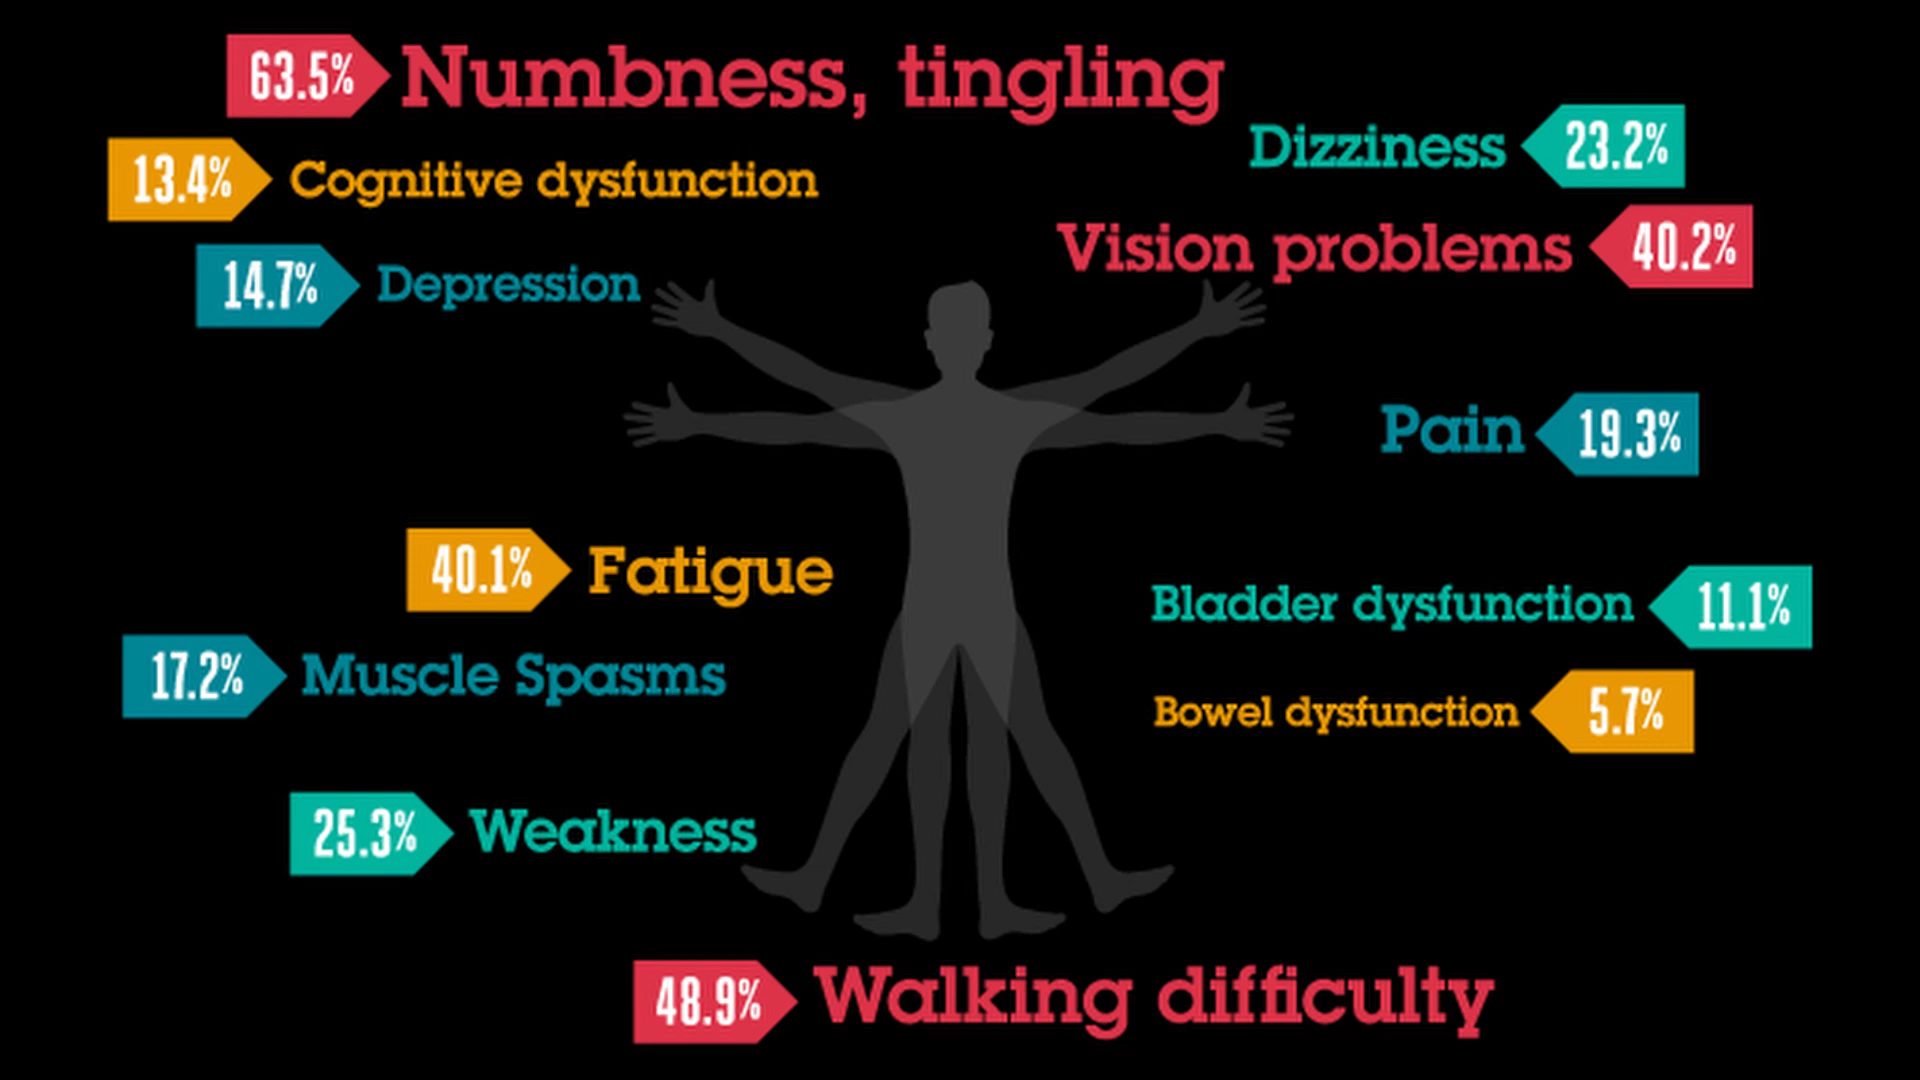 63.5% Numbness, tingling
Dizziness 23.2%
13.4% Cognitive dysfunction
Vision problems 40.2%
14.7% Depression
Pain 19.3%
40.1% Fatigue
Bladder dysfunction 11.1%
17.2% Muscle Spasms
Bowel dysfunction 5.7%
25.3% Weakness
48.9% Walking difficulty